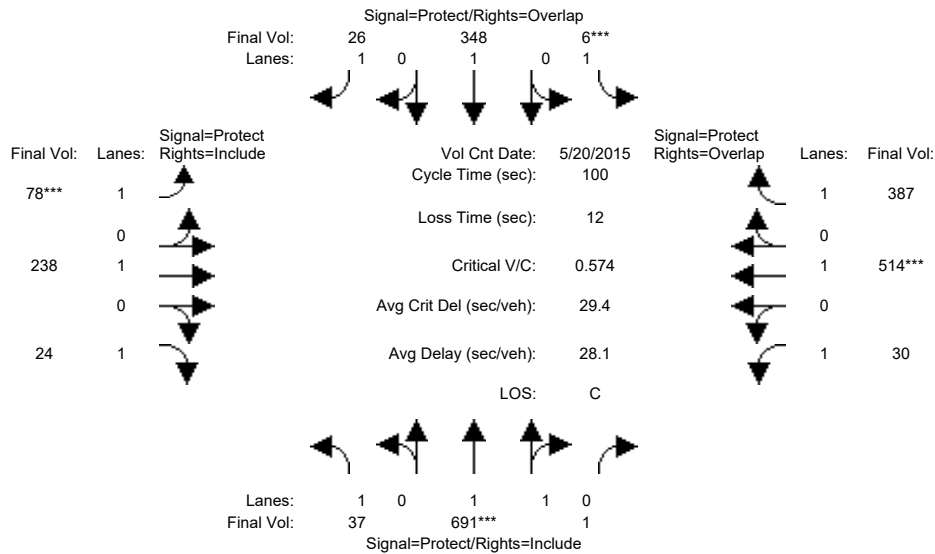 Signal=Protect/Rights=Overlap
Final Vol: 26 348 6***
Lanes: 1 0 1 0 1
Signal=Protect
Final Vol: Lanes: Rights=Include
Vol Cnt Date: 5/20/2015
Signal=Protect
Rights=Overlap Lanes: Final Vol:
Cycle Time (sec): 100
78*** 1
1 387
Loss Time (sec): 12
0
0
238 1
Critical V/C: 0.574
1 514***
0
Avg Crit Del (sec/veh): 29.4
0
24 1
Avg Delay (sec/veh): 28.1
1 30
LOS: C
Lanes: 1 0 1 1 0
Final Vol: 37 691*** 1
Signal=Protect/Rights=Include